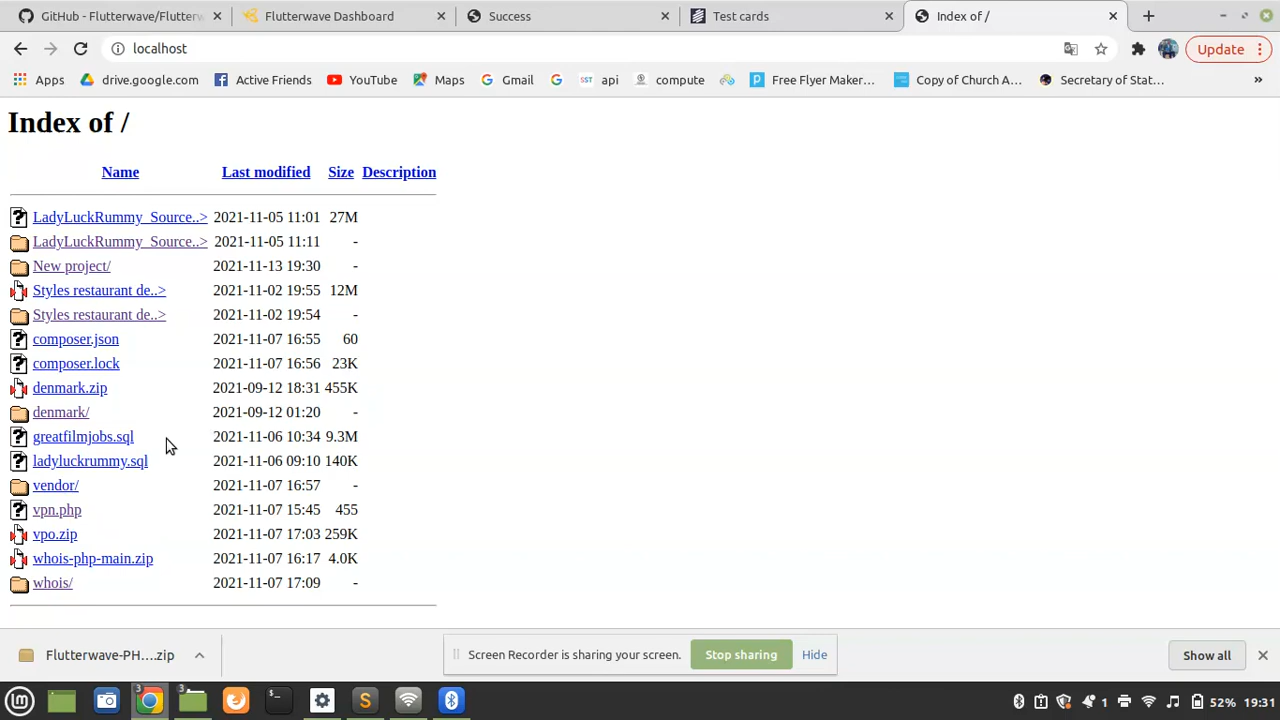 GitHub - Flutterwave/Flutterw
Flutterwave Dashboard
Success
Test cards
Index of /
localhost
Update
Apps
drive.google.com
Active Friends
YouTube
Maps
Gmail
SST api
compute
Free Flyer Maker...
Copy of Church A...
Secretary of Stat...
»
Index of /
Name Last modified Size Description
LadyLuckRummy_Source..> 2021-11-05 11:01 27M
LadyLuckRummy_Source..> 2021-11-05 11:11 -
New project/ 2021-11-13 19:30 -
Styles restaurant de..> 2021-11-02 19:55 12M
Styles restaurant de..> 2021-11-02 19:54 -
composer.json 2021-11-07 16:55 60
composer.lock 2021-11-07 16:56 23K
denmark.zip 2021-09-12 18:31 455K
denmark/ 2021-09-12 01:20 -
greatfilmjobs.sql 2021-11-06 10:34 9.3M
ladyluckrummy.sql 2021-11-06 09:10 140K
vendor/ 2021-11-07 16:57 -
vpn.php 2021-11-07 15:45 455
vpo.zip 2021-11-07 17:03 259K
whois-php-main.zip 2021-11-07 16:17 4.0K
whois/ 2021-11-07 17:09 -
Flutterwave-PH....zip
Screen Recorder is sharing your screen.
Stop sharing
Hide
Show all
3
3
1
52%
19:31